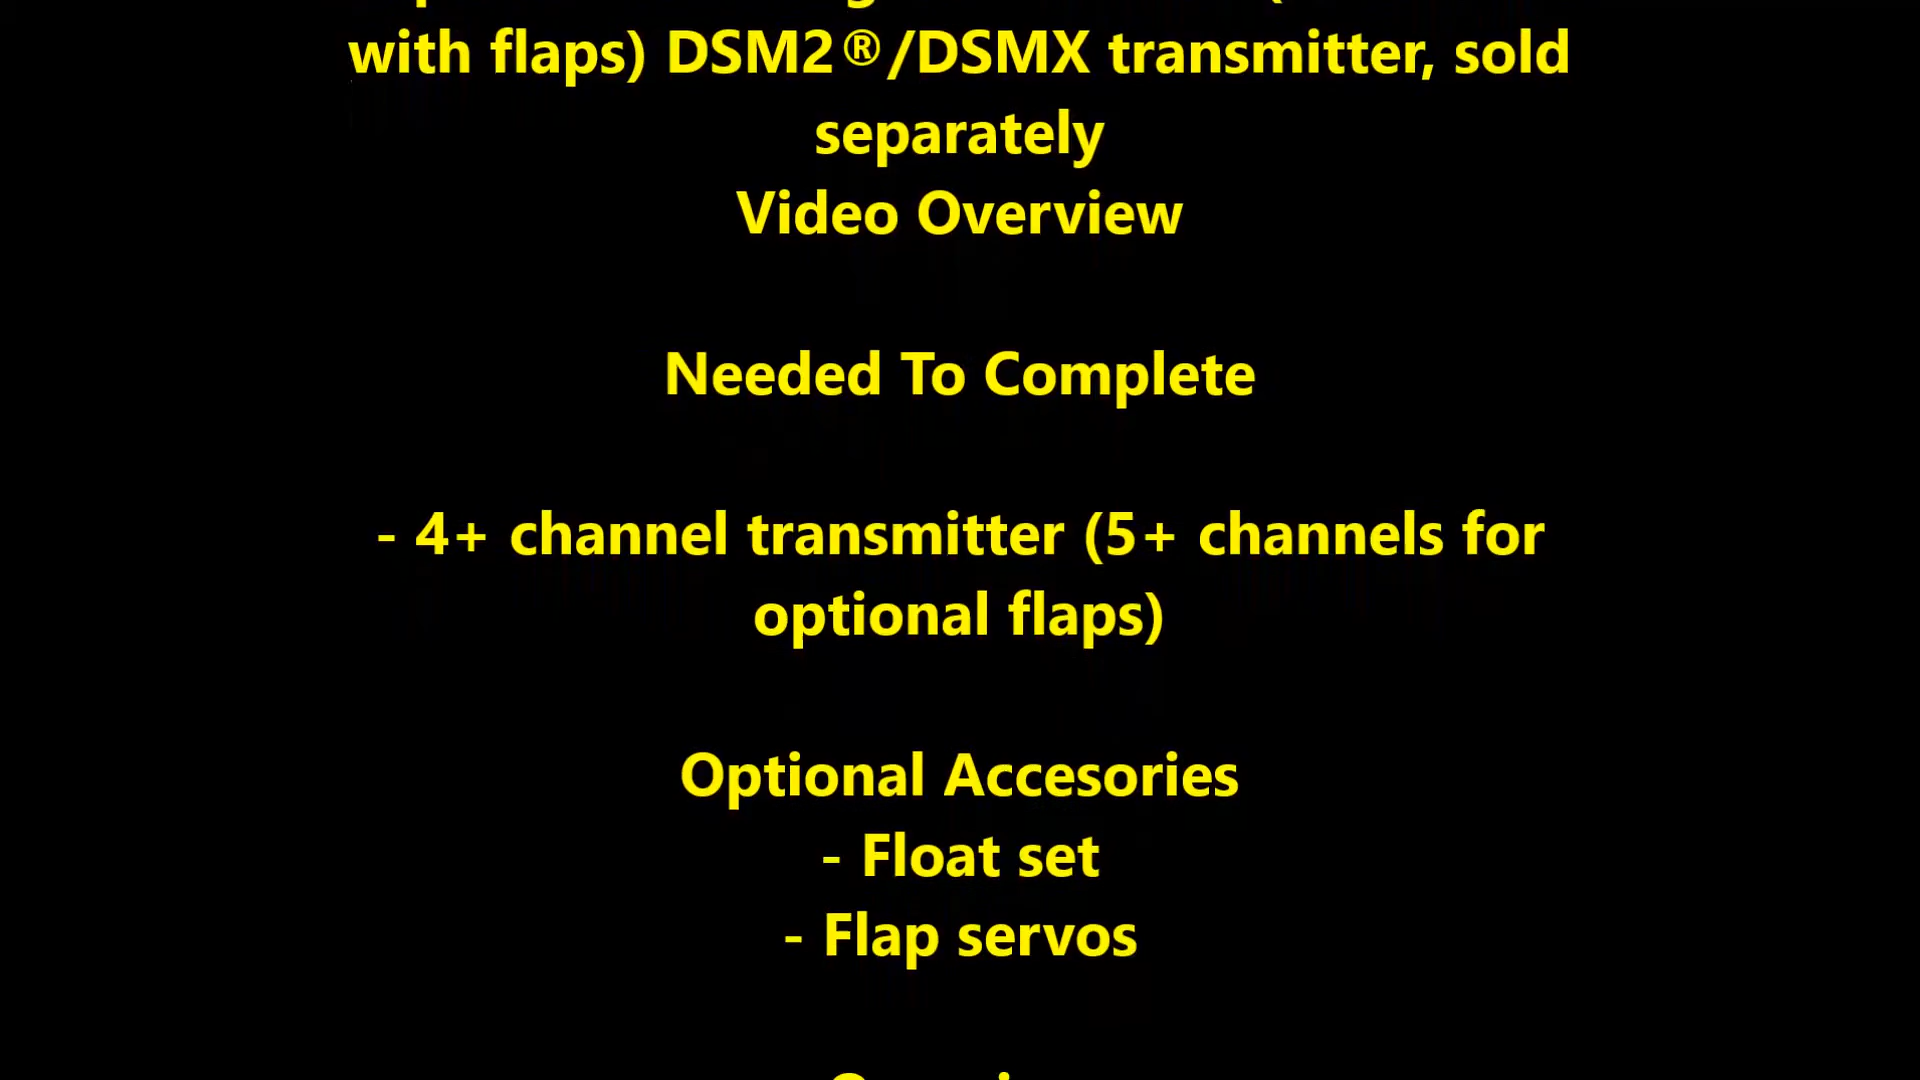 with flaps) DSM2®/DSMX transmitter, sold
separately
Video Overview
Needed To Complete
- 4+ channel transmitter (5+ channels for
optional flaps)
Optional Accesories
- Float set
- Flap servos